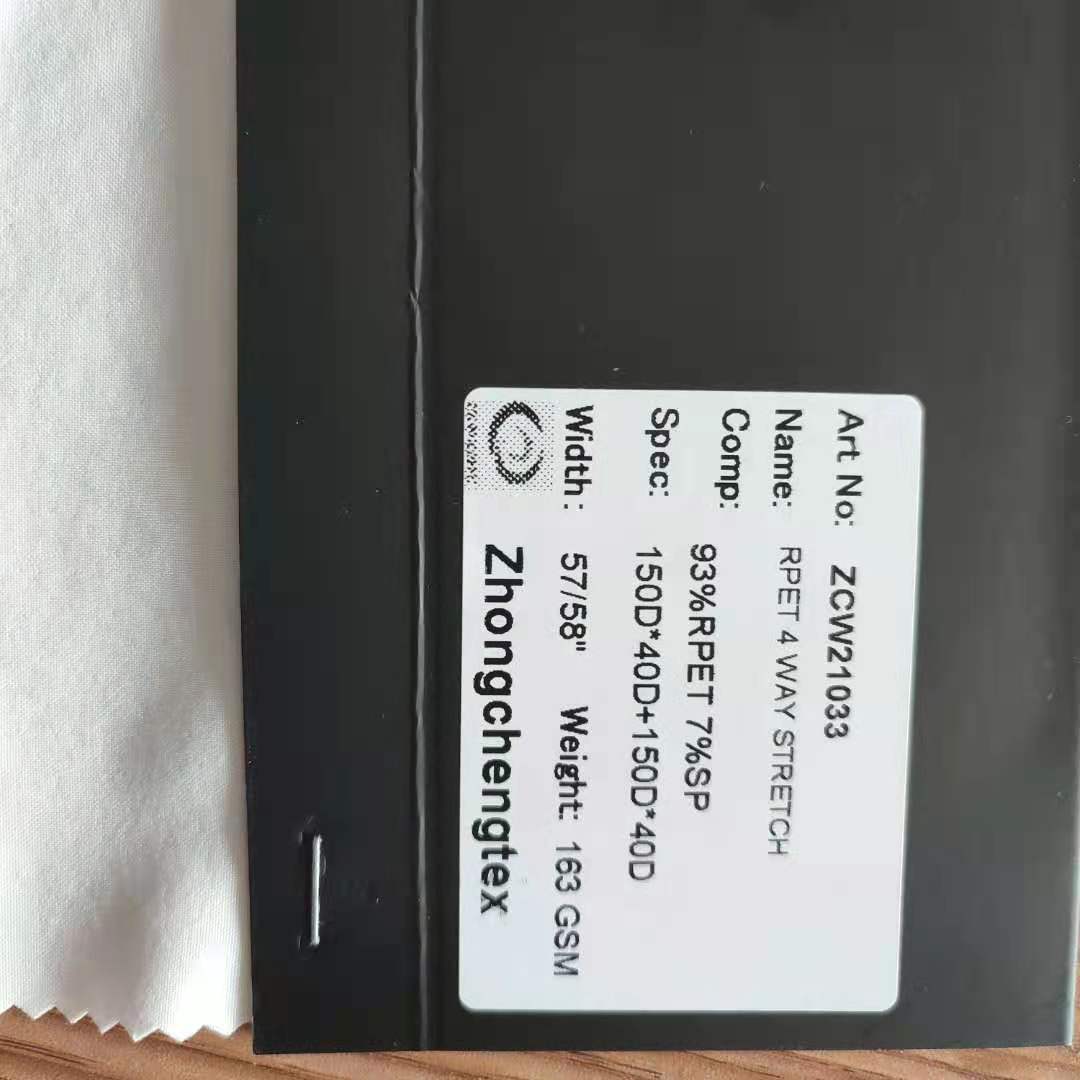 Art No: ZCW21033
Name: RPET 4 WAY STRETCH
Comp: 93%RPET 7%SP
Spec: 150D*40D+150D*40D
Width: 57/58" Weight: 163 GSM
Zhongchengtex